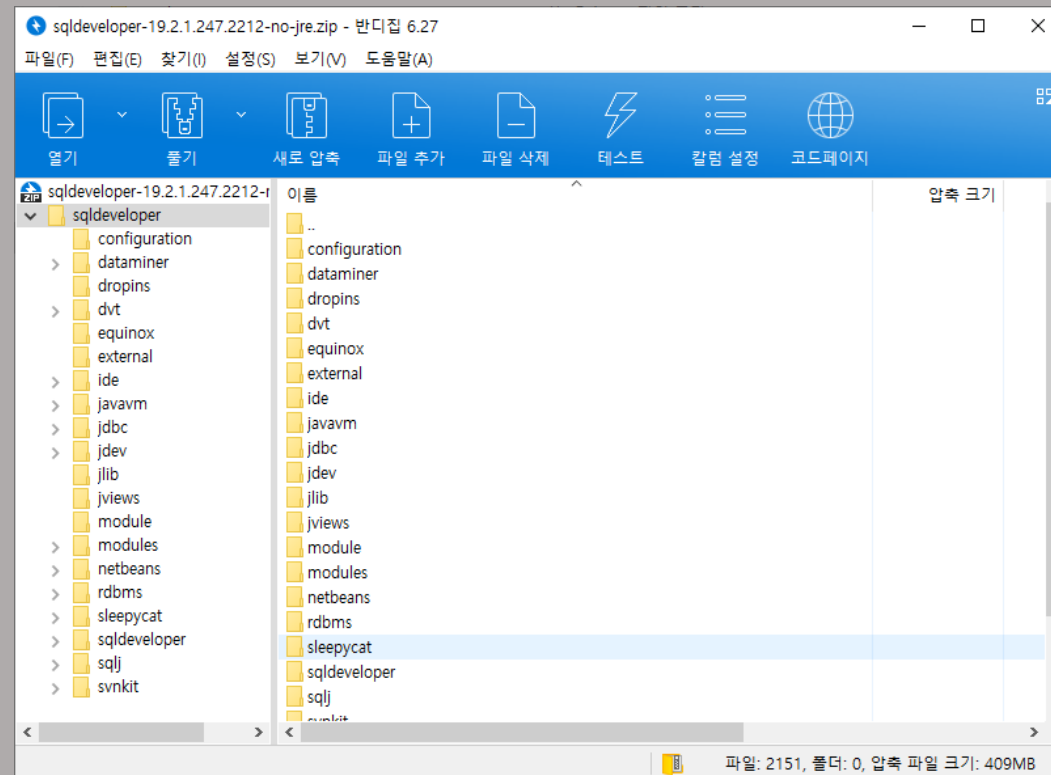 sqldeveloper-19.2.1.247.2212-no-jre.zip - 반디집 6.27
파일(F) 편집(E) 찾기(I) 설정(S) 보기(V) 도움말(A)
열기 풀기 새로 압축 파일 추가 파일 삭제 테스트 칼럼 설정 코드페이지
ZIP
sqldeveloper-19.2.1.247.2212-r
sqldeveloper
configuration
dataminer
dropins
dvt
equinox
external
ide
javavm
jdbc
jdev
jlib
jviews
module
modules
netbeans
rdbms
sleepycat
sqldeveloper
sqlj
svnkit
이름 압축 크기
..
configuration
dataminer
dropins
dvt
equinox
external
ide
javavm
jdbc
jdev
jlib
jviews
module
modules
netbeans
rdbms
sleepycat
sqldeveloper
sqlj
svnkit
파일: 2151, 폴더: 0, 압축 파일 크기: 409MB